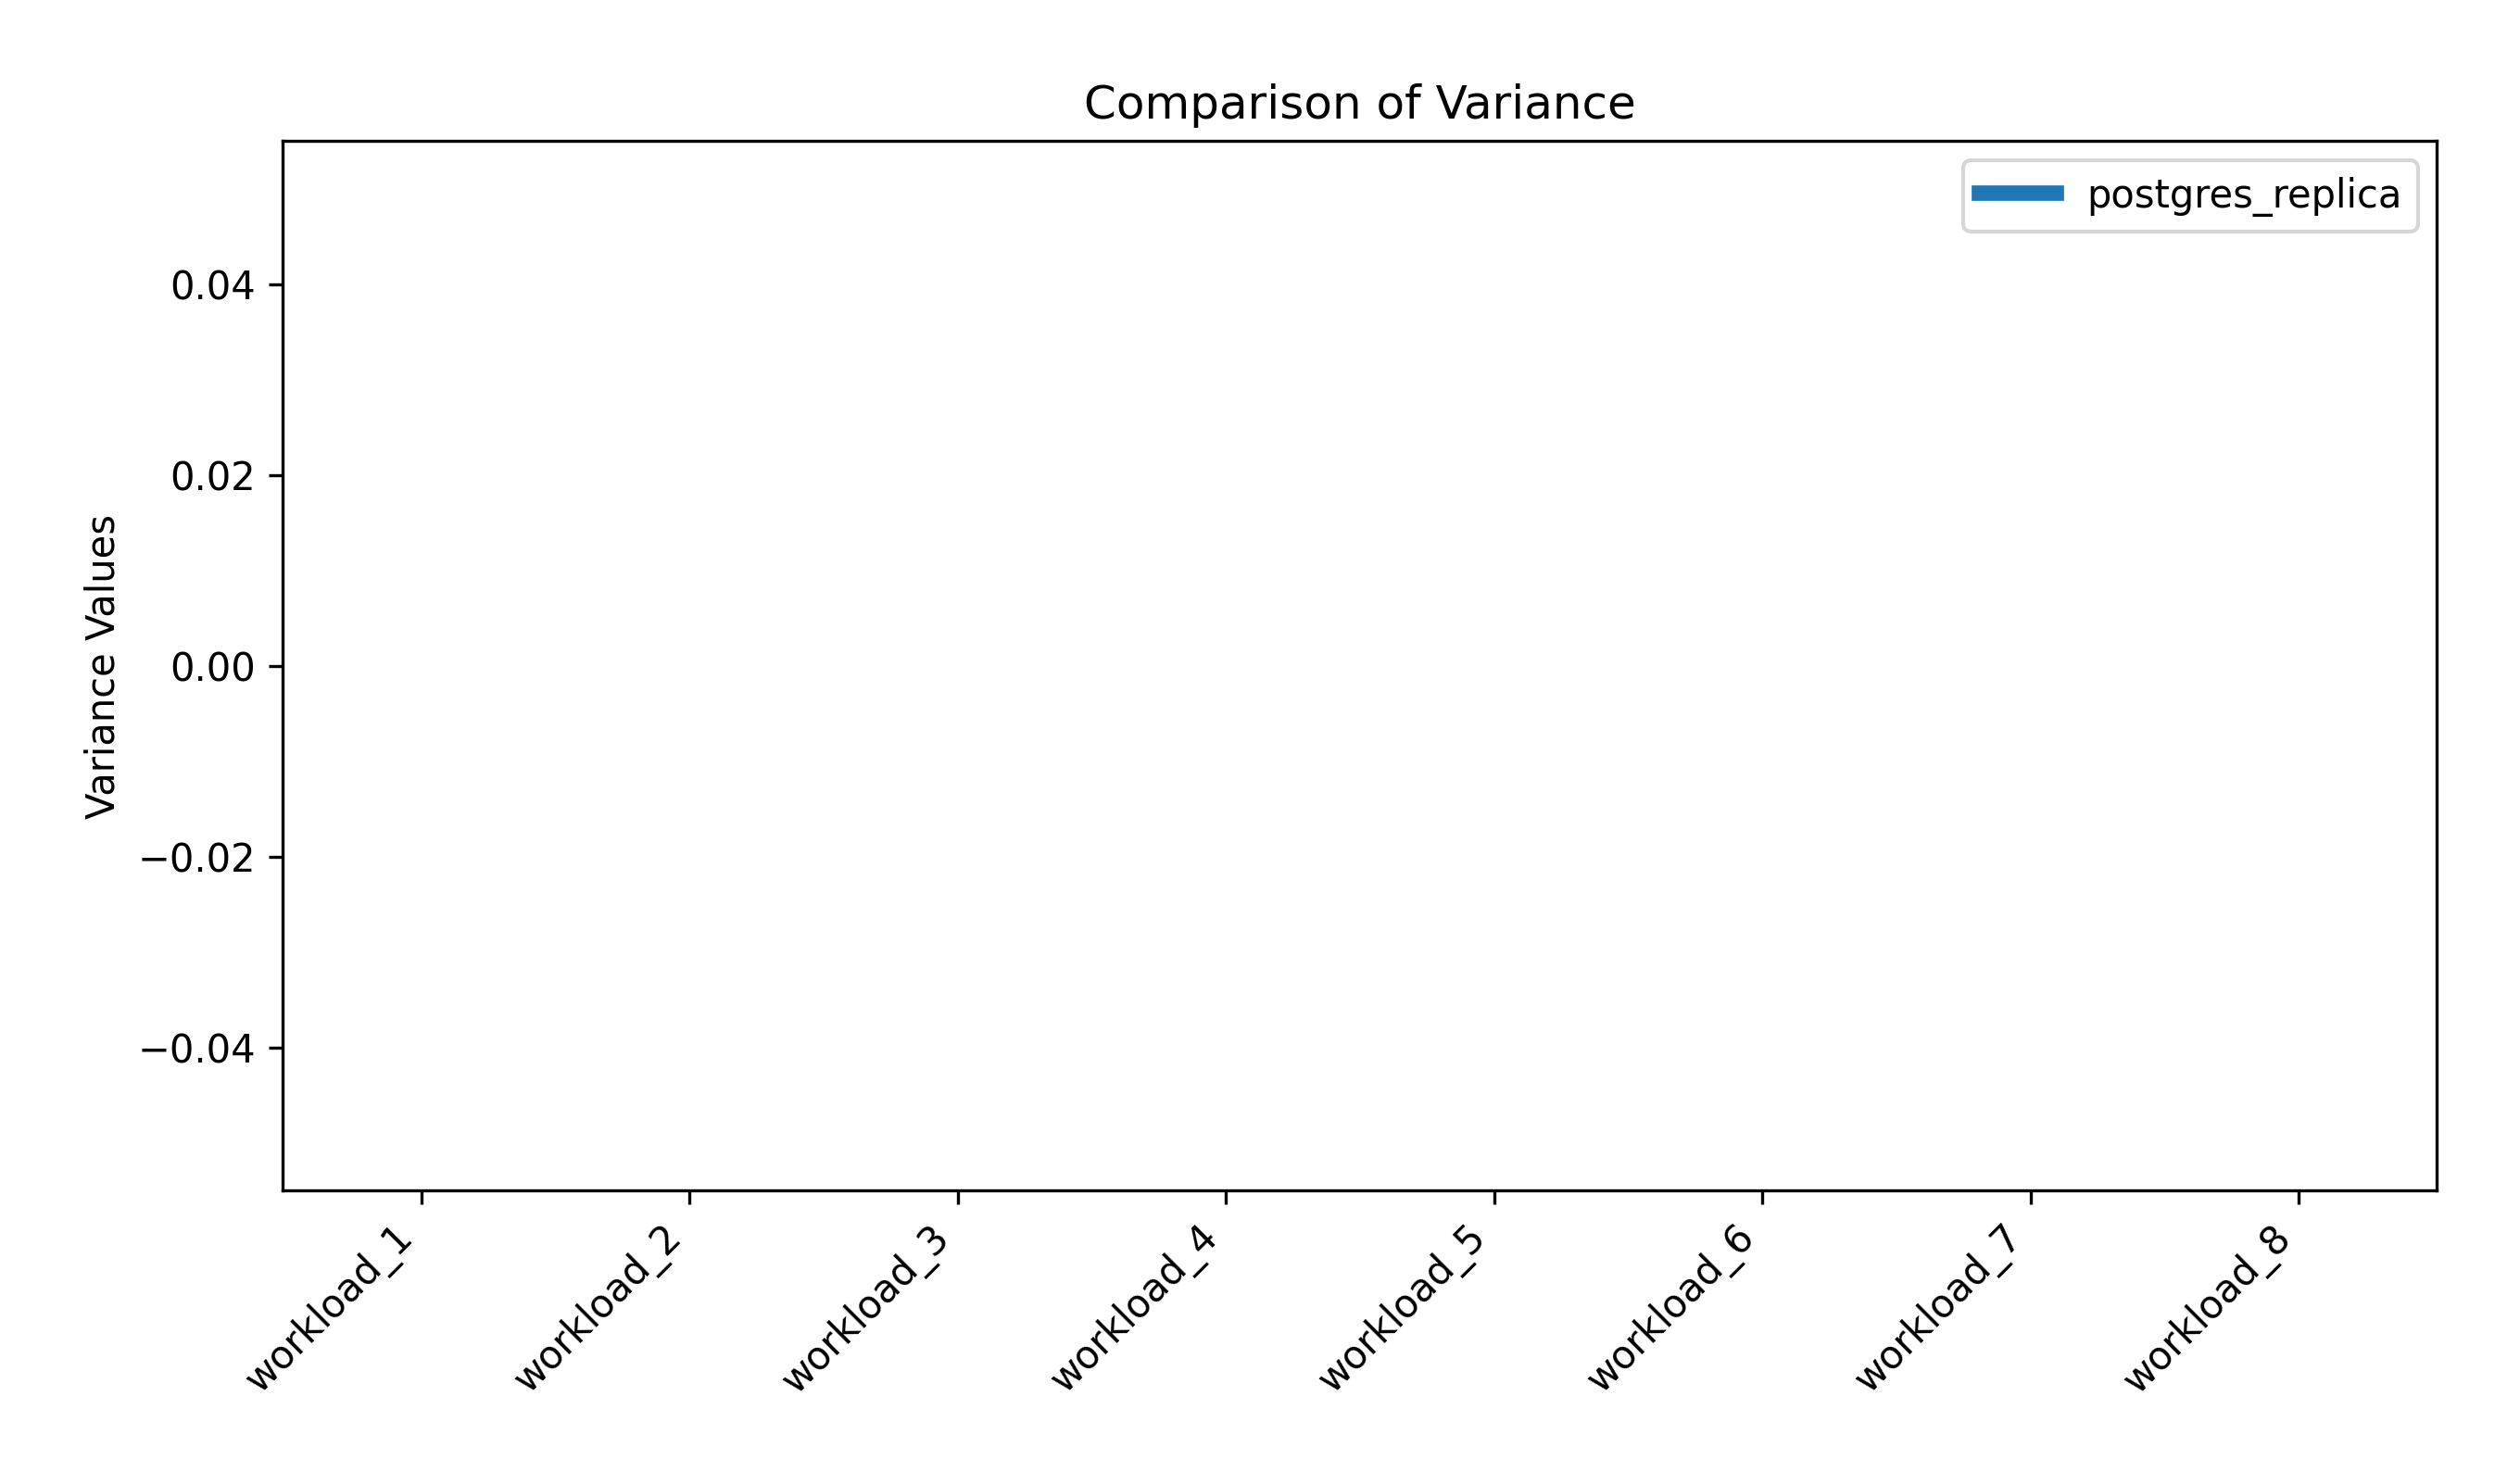 Comparison of Variance
postgres_replica
Variance Values
0.04
0.02
0.00
−0.02
−0.04
workload_1
workload_2
workload_3
workload_4
workload_5
workload_6
workload_7
workload_8